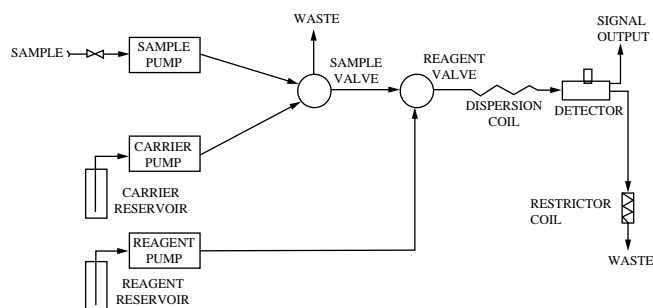 WASTE
SIGNAL
OUTPUT
SAMPLE
SAMPLE
PUMP
SAMPLE
VALVE
REAGENT
VALVE
DISPERSION
COIL
DETECTOR
CARRIER
PUMP
CARRIER
RESERVOIR
RESTRICTOR
COIL
REAGENT
PUMP
WASTE
REAGENT
RESERVOIR